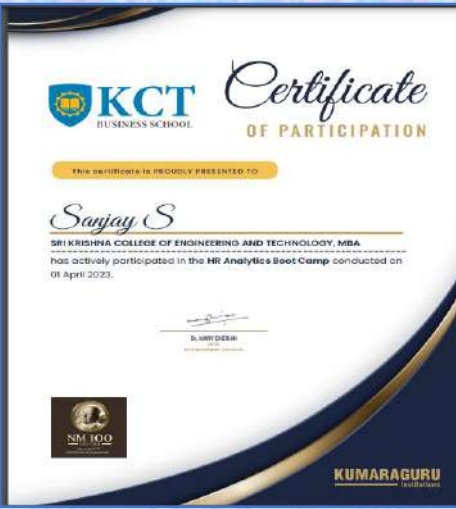 KCT
BUSINESS SCHOOL
Certificate
OF PARTICIPATION
This certificate is PROUDLY PRESENTED TO
Sanjay S
SRI KRISHNA COLLEGE OF ENGINEERING AND TECHNOLOGY, MBA
has actively participated in the HR Analytics Boot Camp conducted on
01 April 2023.
Dr.
NM 100
KUMARAGURU
institutions